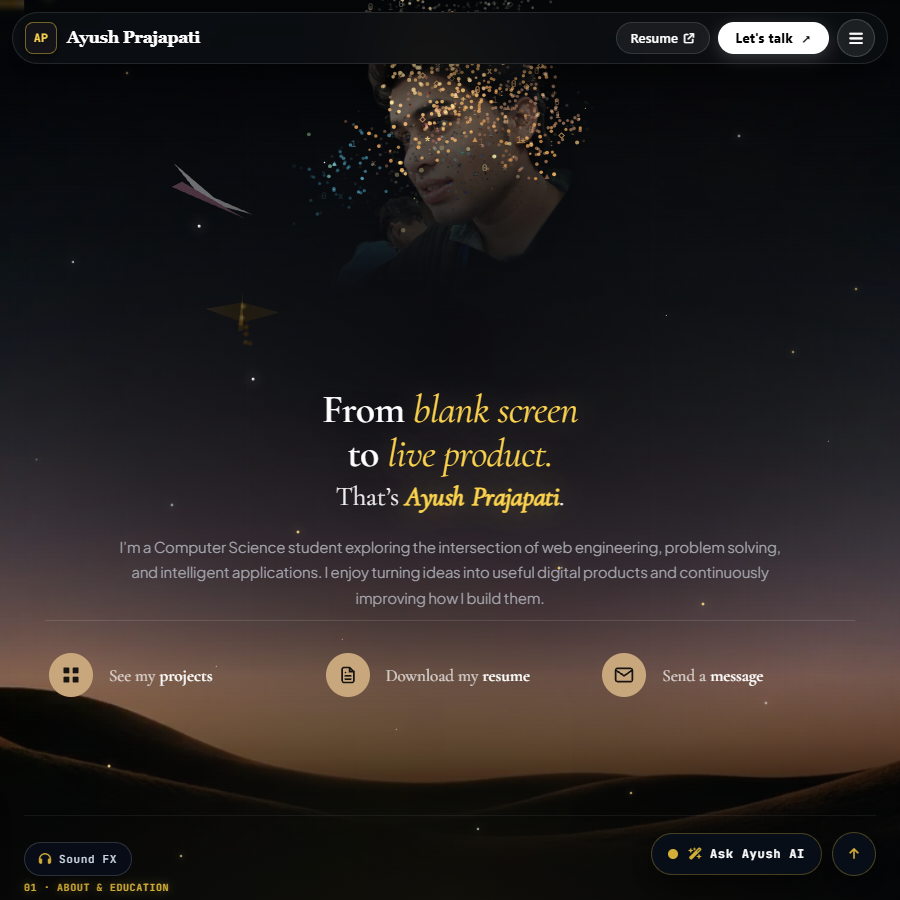 AP
Ayush Prajapati
Resume
Let's talk ↗
From blank screen
to live product.
That's Ayush Prajapati.
I'm a Computer Science student exploring the intersection of web engineering, problem solving,
and intelligent applications. I enjoy turning ideas into useful digital products and continuously
improving how I build them.
See my projects
Download my resume
Send a message
Sound FX
Ask Ayush AI
01 · ABOUT & EDUCATION